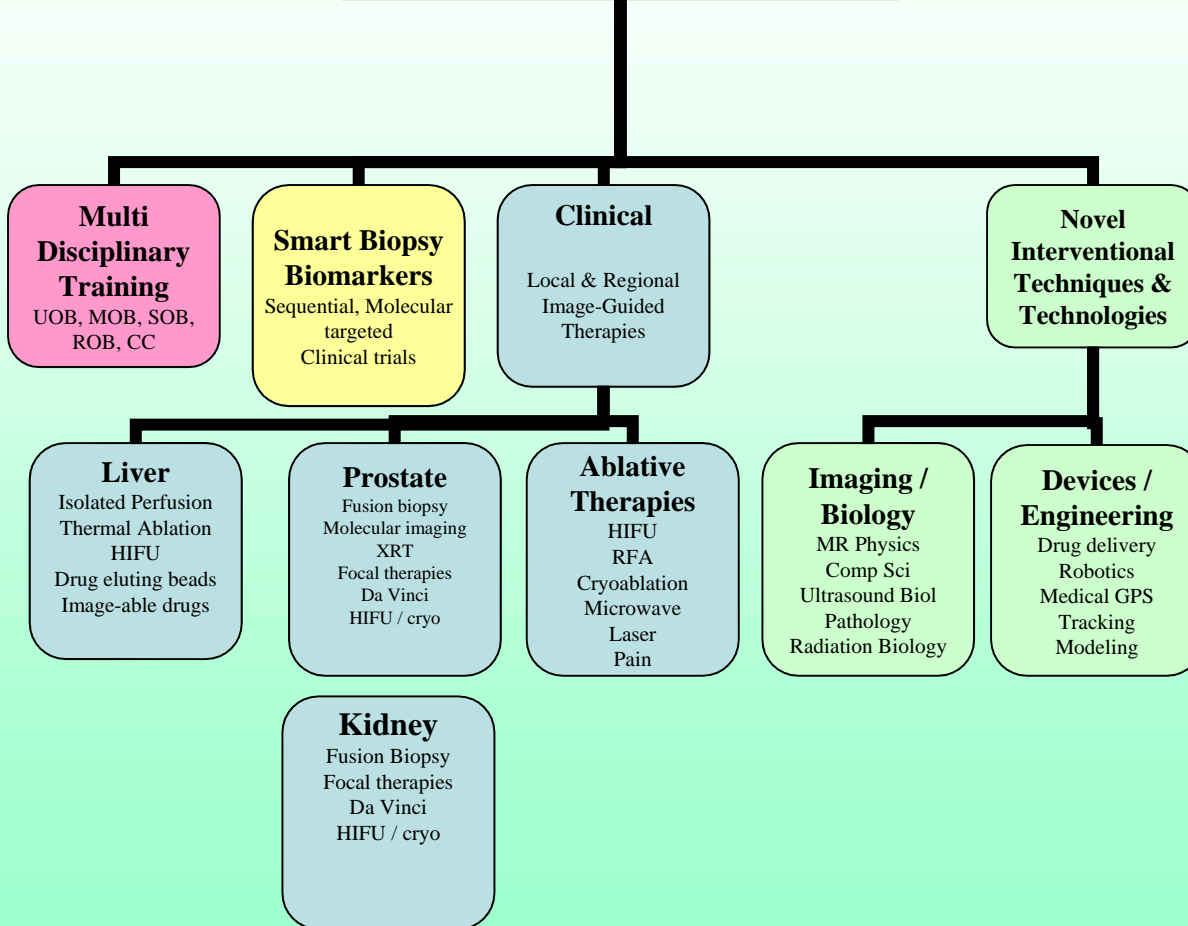 Multi
Disciplinary
Training
UOB, MOB, SOB,
ROB, CC
Smart Biopsy
Biomarkers
Sequential, Molecular
targeted
Clinical trials
Clinical
Local & Regional
Image-Guided
Therapies
Novel
Interventional
Techniques &
Technologies
Liver
Isolated Perfusion
Thermal Ablation
HIFU
Drug eluting beads
Image-able drugs
Prostate
Fusion biopsy
Molecular imaging
XRT
Focal therapies
Da Vinci
HIFU / cryo
Ablative
Therapies
HIFU
RFA
Cryoablation
Microwave
Laser
Pain
Imaging /
Biology
MR Physics
Comp Sci
Ultrasound Biol
Pathology
Radiation Biology
Devices /
Engineering
Drug delivery
Robotics
Medical GPS
Tracking
Modeling
Kidney
Fusion Biopsy
Focal therapies
Da Vinci
HIFU / cryo